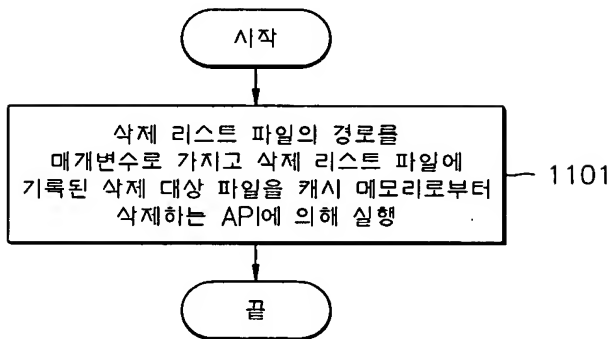 시작
삭제 리스트 파일의 경로를
매개변수로 가지고 삭제 리스트 파일에
기록된 삭제 대상 파일을 캐시 메모리로부터
삭제하는 API에 의해 실행
1101
끝